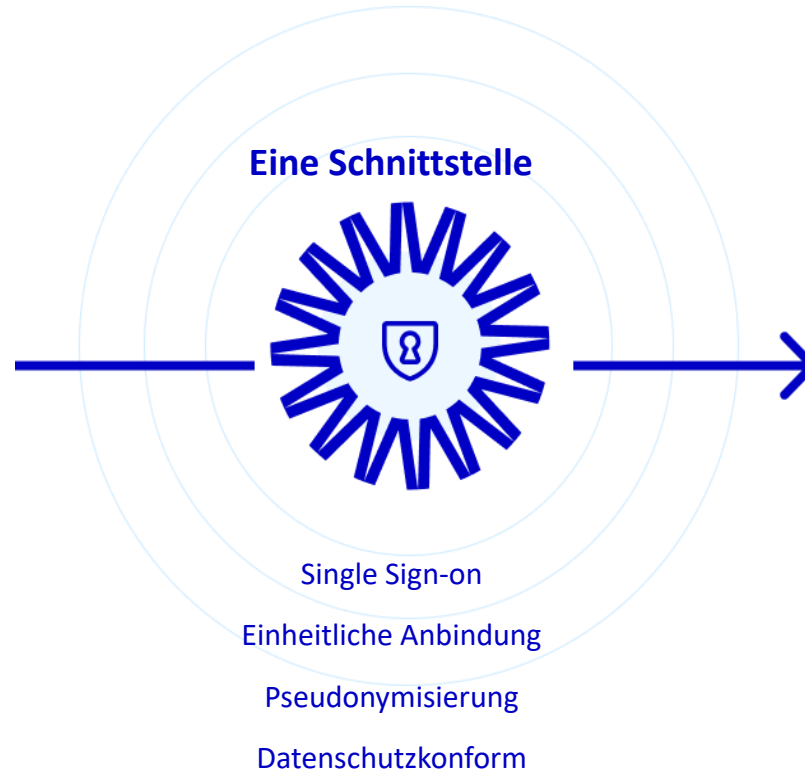 Eine Schnittstelle
Single Sign-on
Einheitliche Anbindung
Pseudonymisierung
Datenschutzkonform